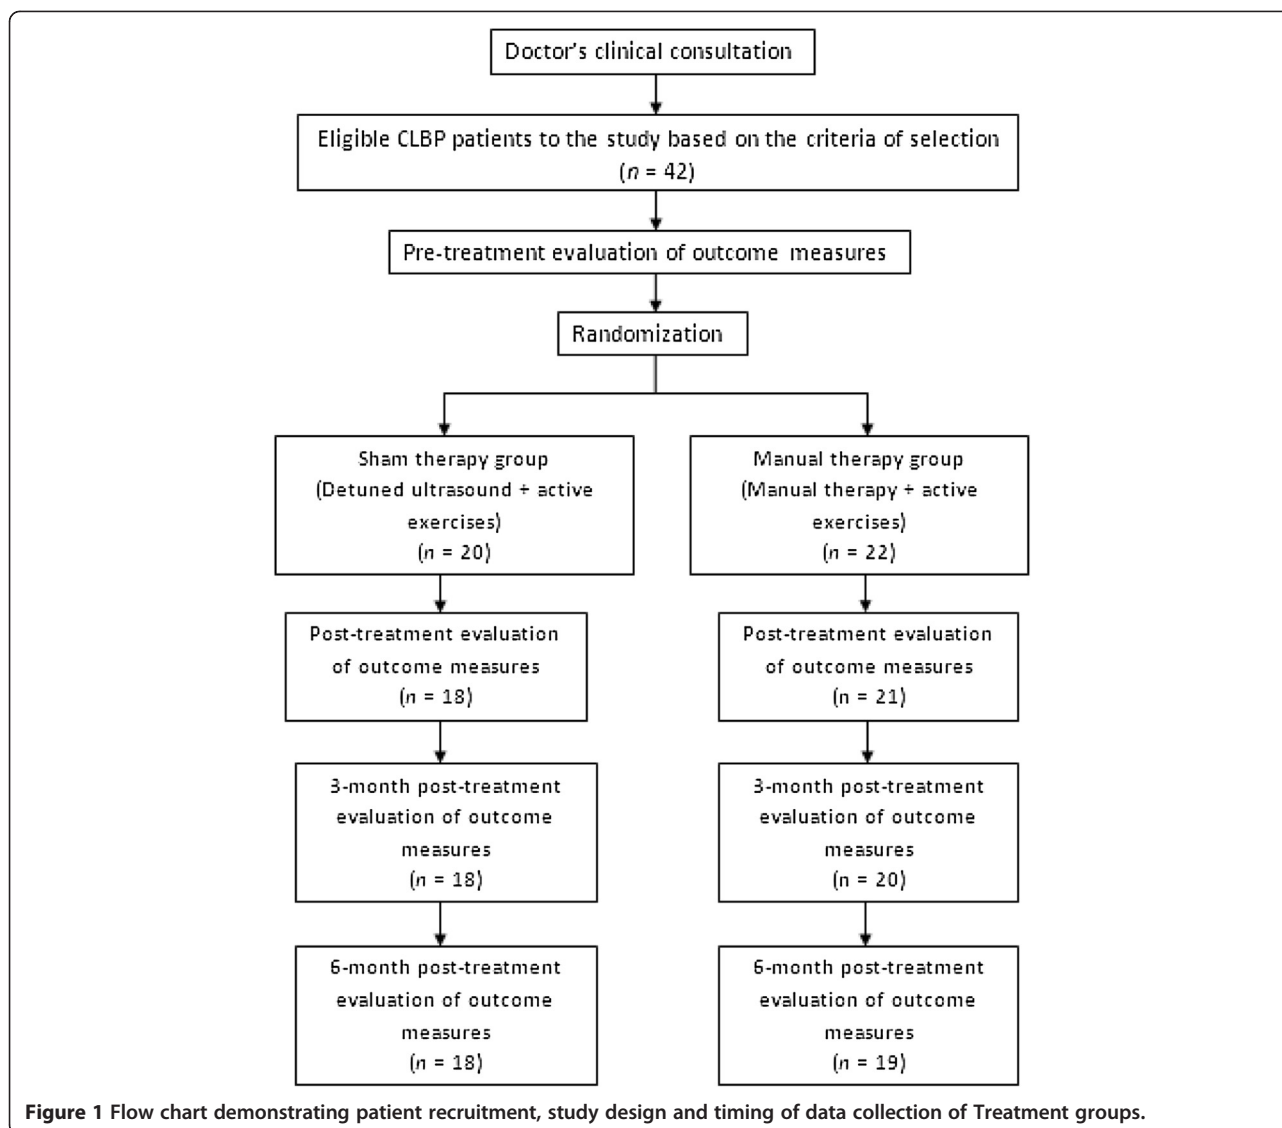 Doctor's clinical consultation
Eligible CLBP patients to the study based on the criteria of selection
(n = 42)
Pre-treatment evaluation of outcome measures
Randomization
Sham therapy group
(Detuned ultrasound + active
exercises)
(n = 20)
Manual therapy group
(Manual therapy + active
exercises)
(n = 22)
Post-treatment evaluation
of outcome measures
(n = 18)
Post-treatment evaluation
of outcome measures
(n = 21)
3-month post-treatment
evaluation of outcome
measures
(n = 18)
3-month post-treatment
evaluation of outcome
measures
(n = 20)
6-month post-treatment
evaluation of outcome
measures
(n = 18)
6-month post-treatment
evaluation of outcome
measures
(n = 19)
Figure 1 Flow chart demonstrating patient recruitment, study design and timing of data collection of Treatment groups.